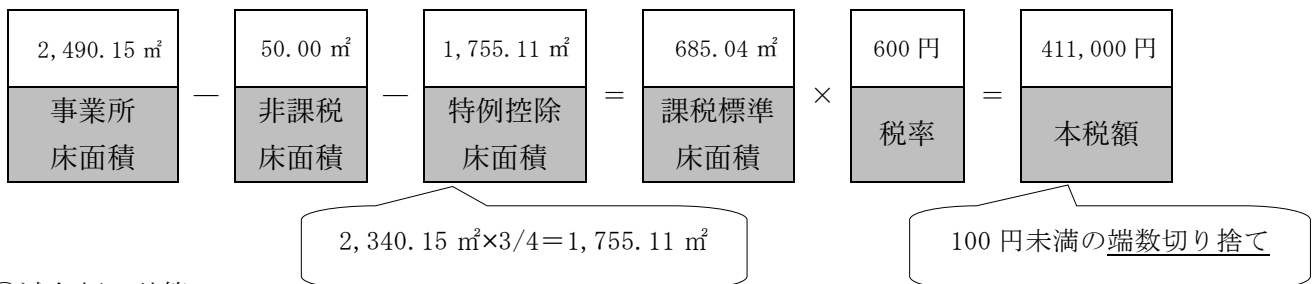 2,490.15 ㎡ 50.00 ㎡ 1,755.11 ㎡ 685.04 ㎡ 600 円 411,000 円
事業所 床面積 － 非課税 床面積 － 特例控除 床面積 ＝ 課税標準 床面積 × 税率 ＝ 本税額
2,340.15 ㎡×3/4＝1,755.11 ㎡ 100 円未満の端数切り捨て